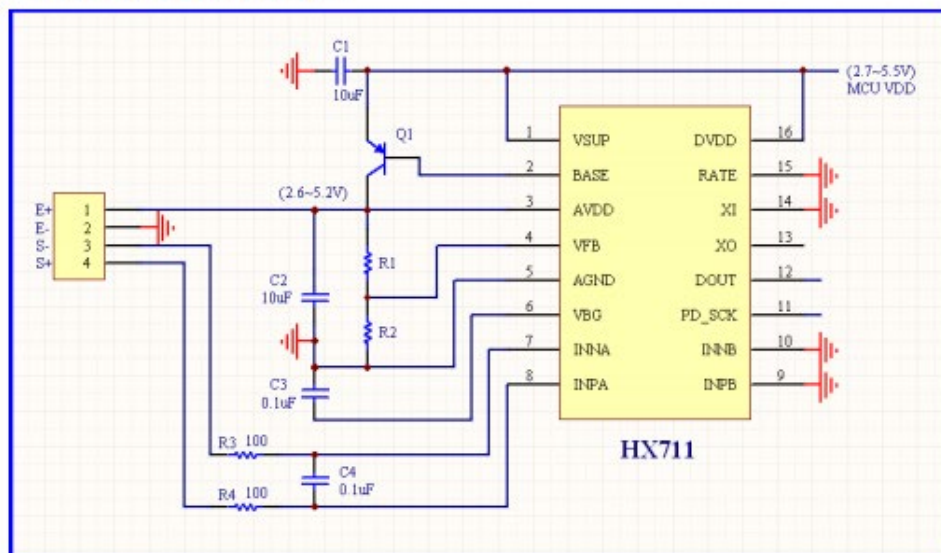 C1
10uF
(2.7~5.5V)
MCU VDD
Q1
1 VSUP DVDD 16
2 BASE RATE 15
(2.6~5.2V)
E+ 1
3 AVDD XI 14
E- 2
S- 3
4 VFB XO 13
S+ 4
R1
5 AGND DOUT 12
C2
10uF
6 VBG PD_SCK 11
R2
7 INNA INNB 10
8 INPA INPB 9
C3
0.1uF
R3 100
HX711
C4
0.1uF
R4 100